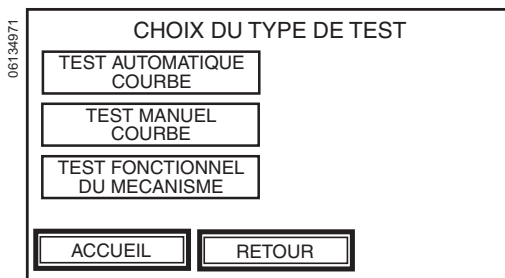 06134971
CHOIX DU TYPE DE TEST
TEST AUTOMATIQUE
COURBE
TEST MANUEL
COURBE
TEST FONCTIONNEL
DU MECANISME
ACCUEIL
RETOUR